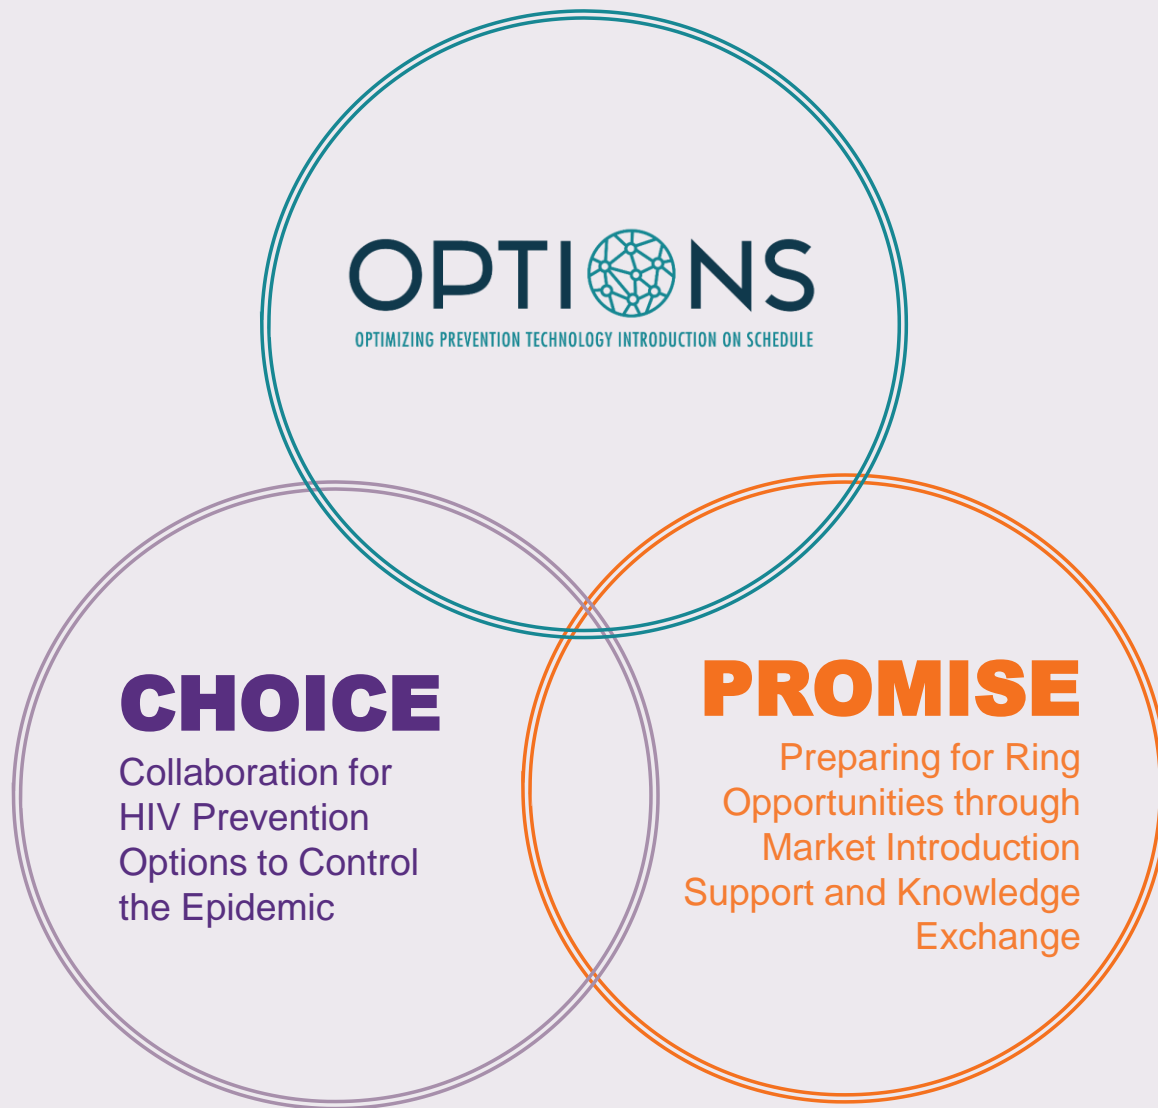 OPTIONS
OPTIMIZING PREVENTION TECHNOLOGY INTRODUCTION ON SCHEDULE
CHOICE
Collaboration for
HIV Prevention
Options to Control
the Epidemic
PROMISE
Preparing for Ring
Opportunities through
Market Introduction
Support and Knowledge
Exchange